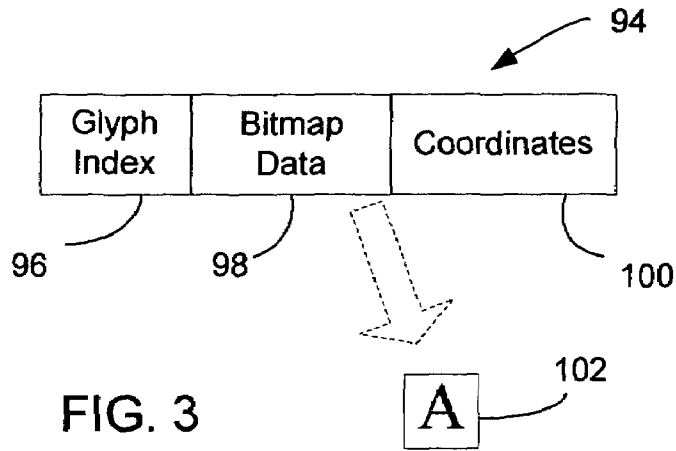 94
Glyph Index
Bitmap Data
Coordinates
96
98
100
102
A
FIG. 3